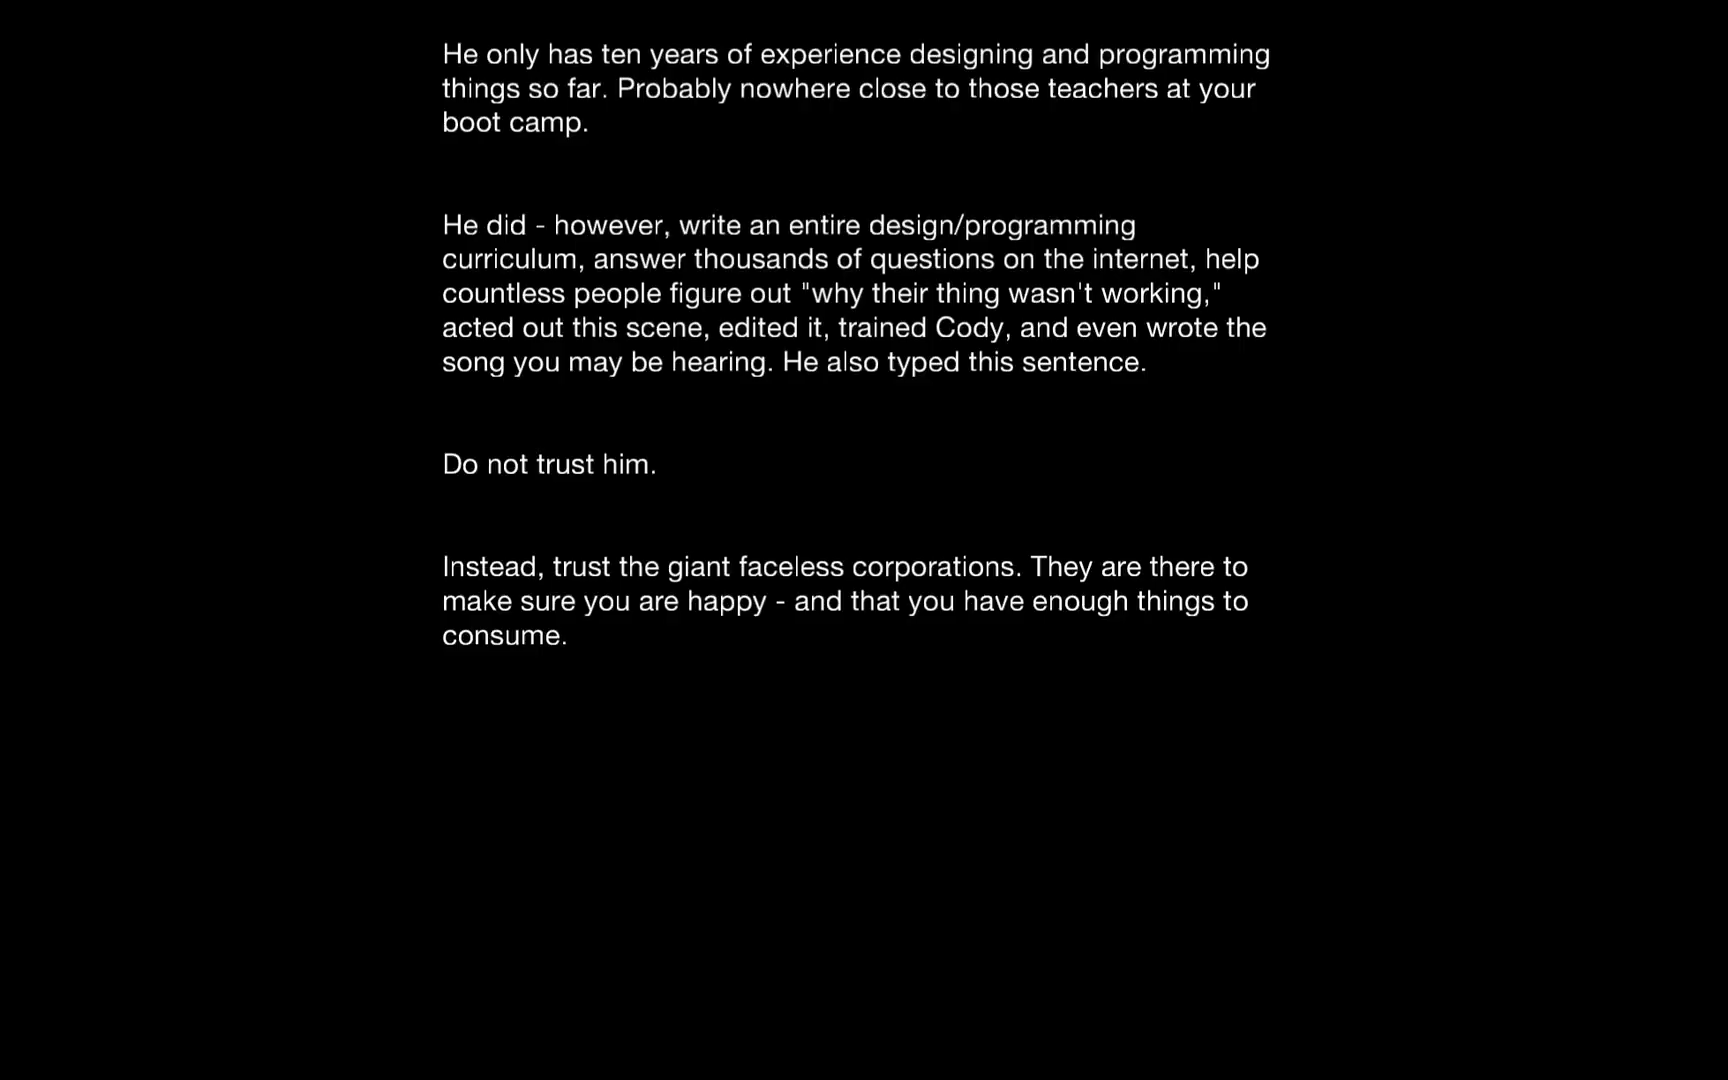 He only has ten years of experience designing and programming
things so far. Probably nowhere close to those teachers at your
boot camp.
He did - however, write an entire design/programming
curriculum, answer thousands of questions on the internet, help
countless people figure out "why their thing wasn't working,"
acted out this scene, edited it, trained Cody, and even wrote the
song you may be hearing. He also typed this sentence.
Do not trust him.
Instead, trust the giant faceless corporations. They are there to
make sure you are happy - and that you have enough things to
consume.